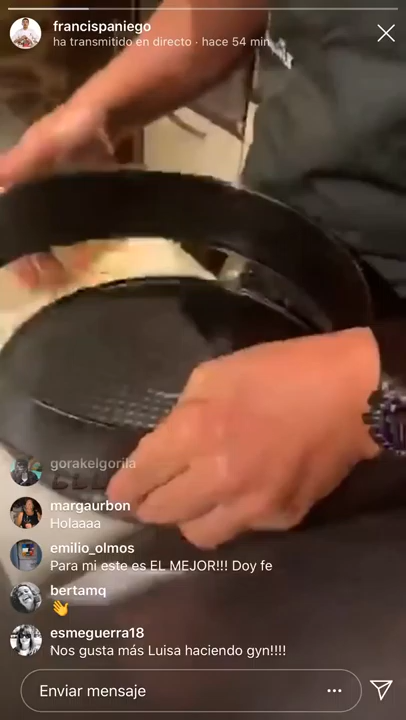 francispaniego
ha transmitido en directo · hace 54 min
gorakelgorila
margaurbon
Holaaaa
emilio_olmos
Para mi este es EL MEJOR!!! Doy fe
bertamq
👋
esmeguerra18
Nos gusta más Luisa haciendo gyn!!!!
Enviar mensaje